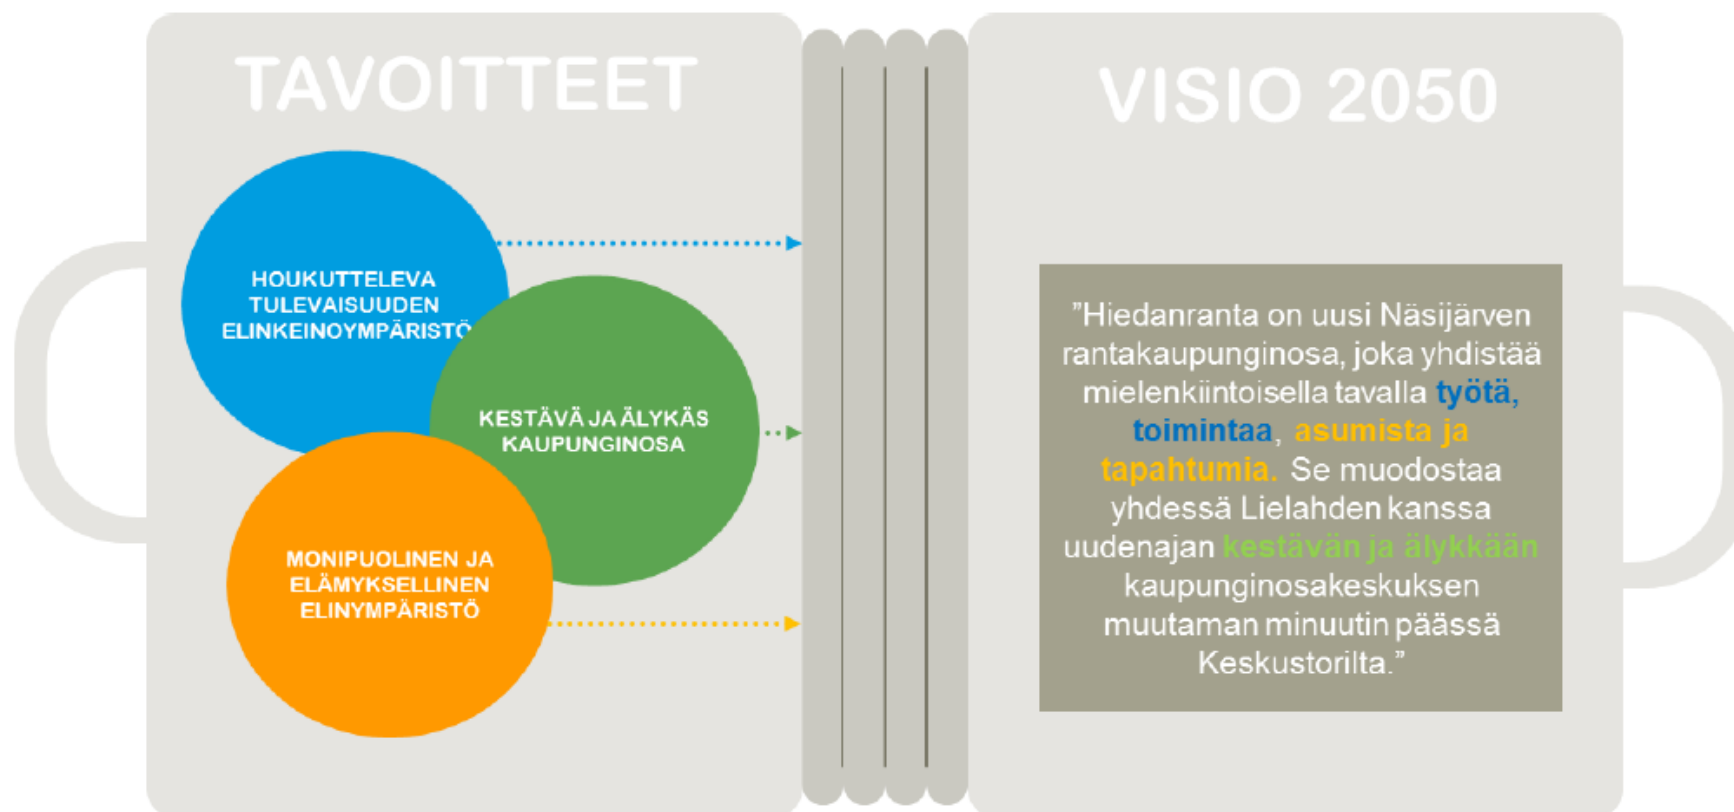 TAVOITTEET
HOUKUTTELEVA
TULEVAISUUDEN
ELINKEINOYMPÄRISTÖ
KESTÄVÄ JA ÄLYKÄS
KAUPUNGINOSA
MONIPUOLINEN JA
ELÄMYKSELLINEN
ELINYMPÄRISTÖ
VISIO 2050
”Hiedanranta on uusi Näsijärven
rantakaupunginosa, joka yhdistää
mielenkiintoisella tavalla työtä,
toimintaa, asumista ja
tapahtumia. Se muodostaa
yhdessä Lielahden kanssa
uudenajan kestävän ja älykkään
kaupunginosakeskuksen
muutaman minuutin päässä
Keskustorilta.”